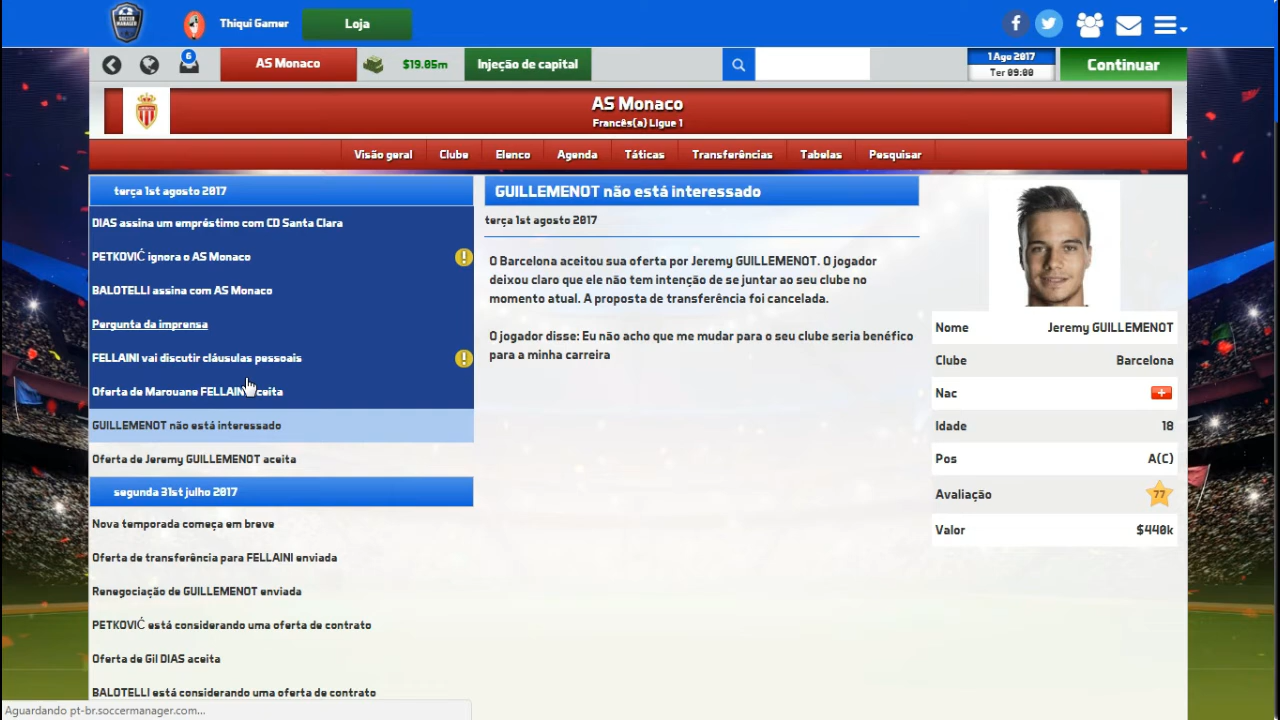 SOCCER MANAGER
Thiqui Gamer
Loja
6
AS Monaco
$19.05m
Injeção de capital
1 Ago 2017
Ter 09:00
Continuar
AS Monaco
Francês(a) Ligue 1
Visão geral
Clube
Elenco
Agenda
Táticas
Transferências
Tabelas
Pesquisar
terça 1st agosto 2017
DIAS assina um empréstimo com CD Santa Clara
PETKOVIĆ ignora o AS Monaco
BALOTELLI assina com AS Monaco
Pergunta da imprensa
FELLAINI vai discutir cláusulas pessoais
Oferta de Marouane FELLAINI aceita
GUILLEMENOT não está interessado
Oferta de Jeremy GUILLEMENOT aceita
segunda 31st julho 2017
Nova temporada começa em breve
Oferta de transferência para FELLAINI enviada
Renegociação de GUILLEMENOT enviada
PETKOVIĆ está considerando uma oferta de contrato
Oferta de Gil DIAS aceita
BALOTELLI está considerando uma oferta de contrato
GUILLEMENOT não está interessado
terça 1st agosto 2017
O Barcelona aceitou sua oferta por Jeremy GUILLEMENOT. O jogador
deixou claro que ele não tem intenção de se juntar ao seu clube no
momento atual. A proposta de transferência foi cancelada.
O jogador disse: Eu não acho que me mudar para o seu clube seria benéfico
para a minha carreira
Nome Jeremy GUILLEMENOT
Clube Barcelona
Nac
Idade 18
Pos A(C)
Avaliação 77
Valor $440k
Aguardando pt-br.soccermanager.com...